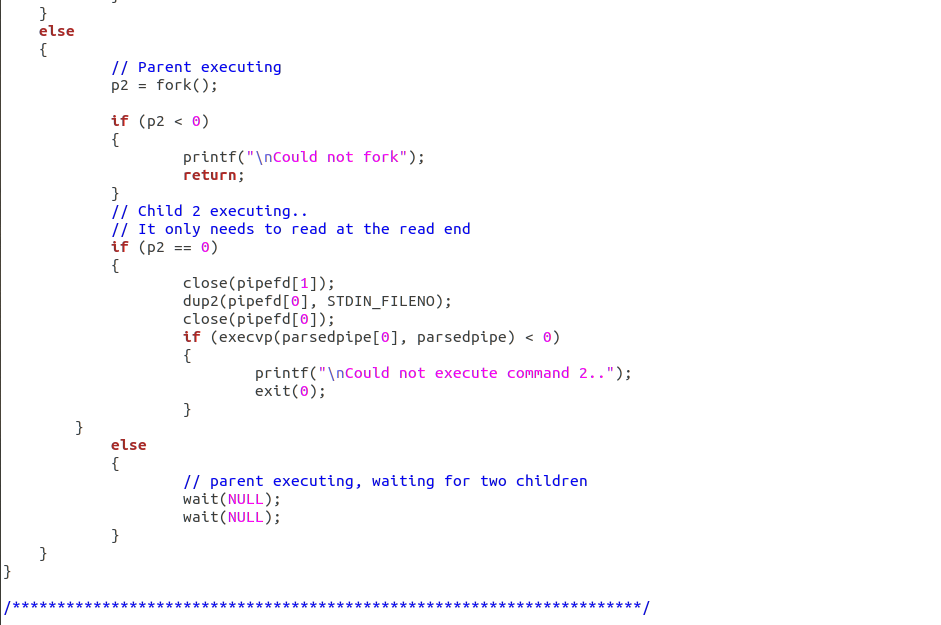 }
else
{
// Parent executing
p2 = fork();
if (p2 < 0)
{
printf("\nCould not fork");
return;
}
// Child 2 executing..
// It only needs to read at the read end
if (p2 == 0)
{
close(pipefd[1]);
dup2(pipefd[0], STDIN_FILENO);
close(pipefd[0]);
if (execvp(parsedpipe[0], parsedpipe) < 0)
{
printf("\nCould not execute command 2..");
exit(0);
}
}
else
{
// parent executing, waiting for two children
wait(NULL);
wait(NULL);
}
}
}
/**********************************************************************/